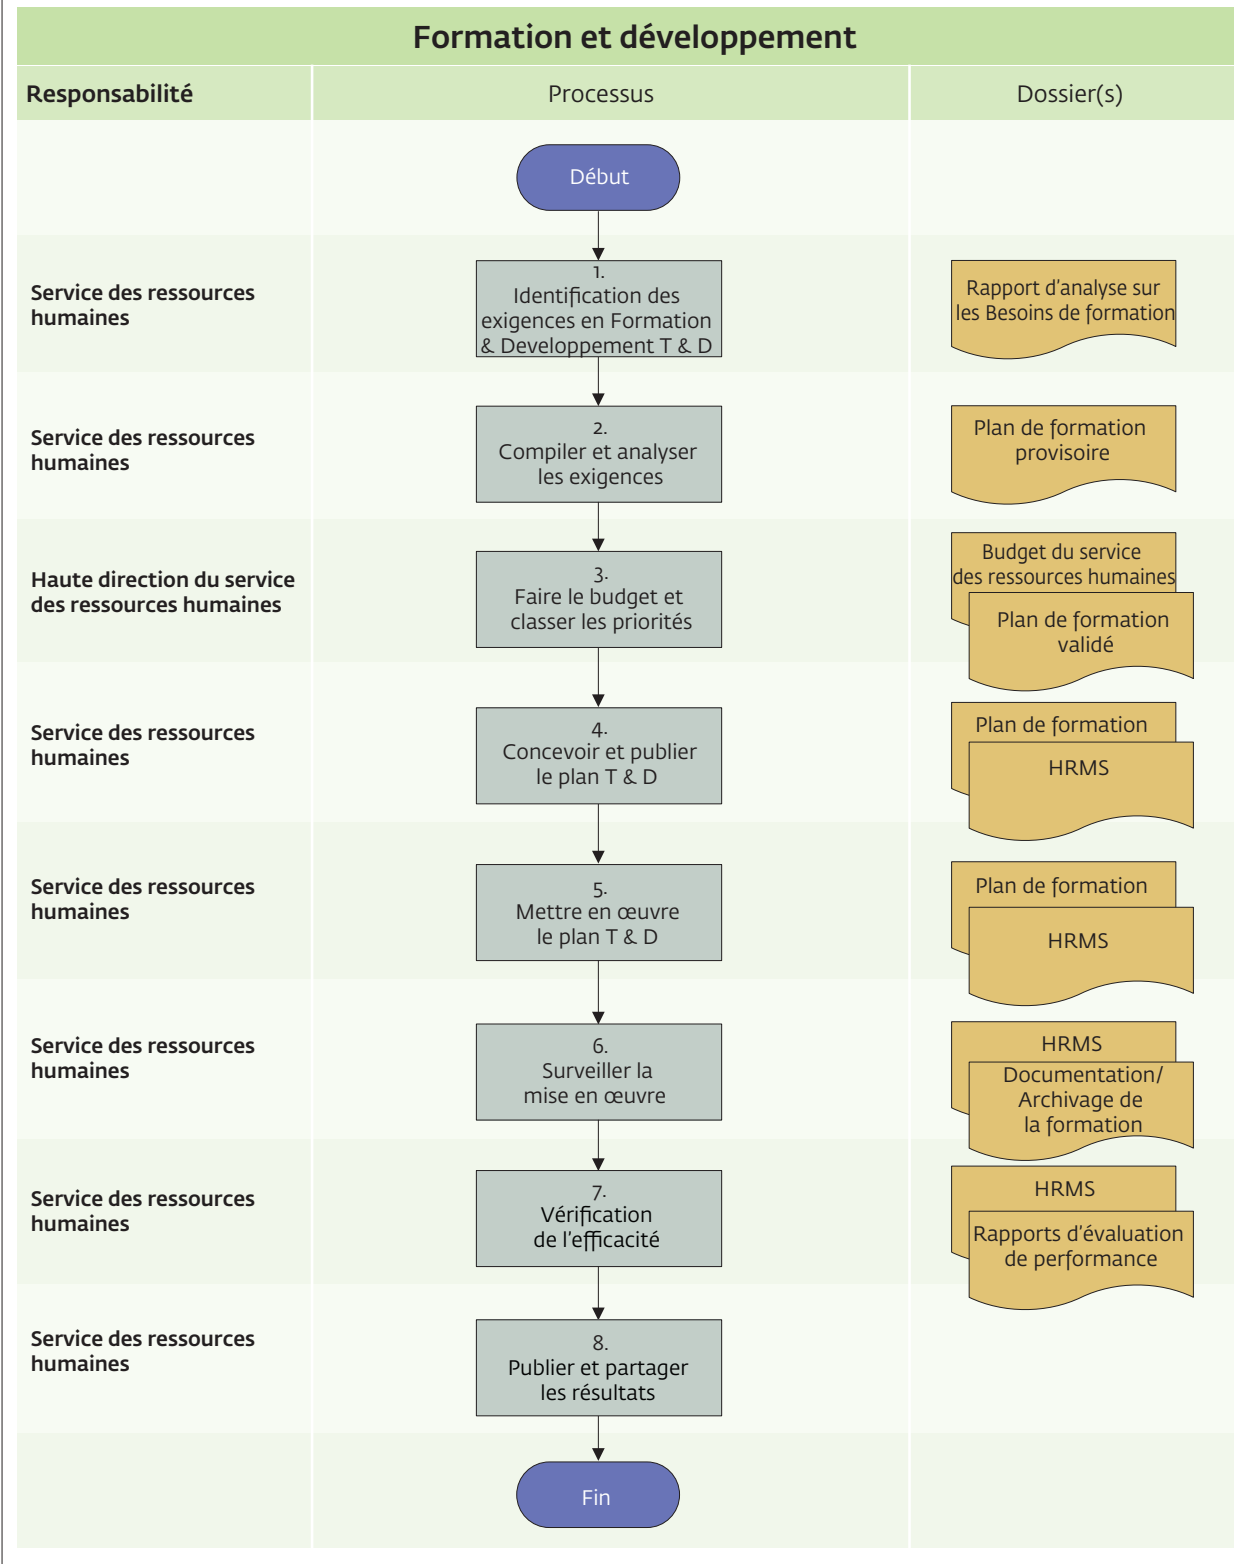 Formation et développement
Responsabilité
Processus
Dossier(s)
Début
Service des ressources
humaines
1.
Identification des
exigences en Formation
& Developpement T & D
Rapport d'analyse sur
les Besoins de formation
Service des ressources
humaines
2.
Compiler et analyser
les exigences
Plan de formation
provisoire
Haute direction du service
des ressources humaines
3.
Faire le budget et
classer les priorités
Budget du service
des ressources humaines
Plan de formation
validé
Service des ressources
humaines
4.
Concevoir et publier
le plan T & D
Plan de formation
HRMS
Service des ressources
humaines
5.
Mettre en œuvre
le plan T & D
Plan de formation
HRMS
Service des ressources
humaines
6.
Surveiller la
mise en œuvre
HRMS
Documentation/
Archivage de
la formation
Service des ressources
humaines
7.
Vérification
de l'efficacité
HRMS
Rapports d'évaluation
de performance
Service des ressources
humaines
8.
Publier et partager
les résultats
Fin